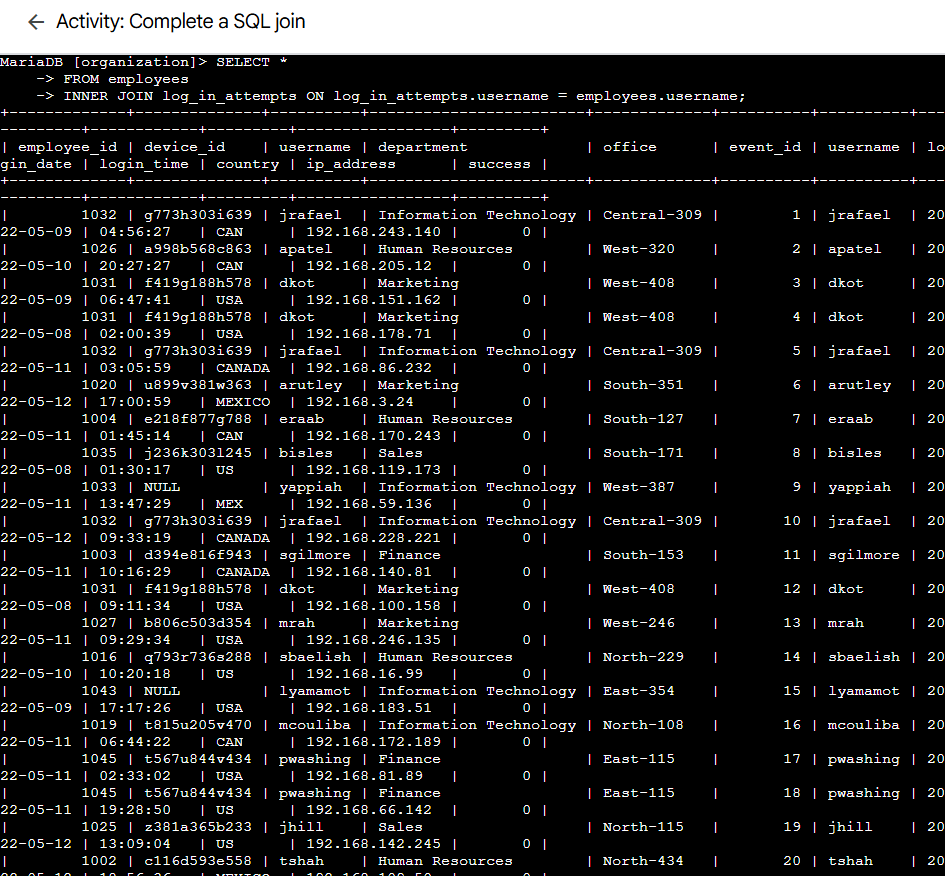 ← Activity: Complete a SQL join
MariaDB [organization]> SELECT *
    -> FROM employees
    -> INNER JOIN log_in_attempts ON log_in_attempts.username = employees.username;
+-------------+--------------+----------+------------------------+-------------+----------+----------+---
---------+------------+---------+-----------------+---------+
| employee_id | device_id    | username | department             | office      | event_id | username | lo
gin_date | login_time | country | ip_address      | success |
+-------------+--------------+----------+------------------------+-------------+----------+----------+---
---------+------------+---------+-----------------+---------+
|        1032 | g773h303i639 | jrafael  | Information Technology | Central-309 |        1 | jrafael  | 20
22-05-09 | 04:56:27   | CAN     | 192.168.243.140 |       0 |
|        1026 | a998b568c863 | apatel   | Human Resources        | West-320    |        2 | apatel   | 20
22-05-10 | 20:27:27   | CAN     | 192.168.205.12  |       0 |
|        1031 | f419g188h578 | dkot     | Marketing              | West-408    |        3 | dkot     | 20
22-05-09 | 06:47:41   | USA     | 192.168.151.162 |       0 |
|        1031 | f419g188h578 | dkot     | Marketing              | West-408    |        4 | dkot     | 20
22-05-08 | 02:00:39   | USA     | 192.168.178.71  |       0 |
|        1032 | g773h303i639 | jrafael  | Information Technology | Central-309 |        5 | jrafael  | 20
22-05-11 | 03:05:59   | CANADA  | 192.168.86.232  |       0 |
|        1020 | u899v381w363 | arutley  | Marketing              | South-351   |        6 | arutley  | 20
22-05-12 | 17:00:59   | MEXICO  | 192.168.3.24    |       0 |
|        1004 | e218f877g788 | eraab    | Human Resources        | South-127   |        7 | eraab    | 20
22-05-11 | 01:45:14   | CAN     | 192.168.170.243 |       0 |
|        1035 | j236k303l245 | bisles   | Sales                  | South-171   |        8 | bisles   | 20
22-05-08 | 01:30:17   | US      | 192.168.119.173 |       0 |
|        1033 | NULL         | yappiah  | Information Technology | West-387    |        9 | yappiah  | 20
22-05-11 | 13:47:29   | MEX     | 192.168.59.136  |       0 |
|        1032 | g773h303i639 | jrafael  | Information Technology | Central-309 |       10 | jrafael  | 20
22-05-12 | 09:33:19   | CANADA  | 192.168.228.221 |       0 |
|        1003 | d394e816f943 | sgilmore | Finance                | South-153   |       11 | sgilmore | 20
22-05-11 | 10:16:29   | CANADA  | 192.168.140.81  |       0 |
|        1031 | f419g188h578 | dkot     | Marketing              | West-408    |       12 | dkot     | 20
22-05-08 | 09:11:34   | USA     | 192.168.100.158 |       0 |
|        1027 | b806c503d354 | mrah     | Marketing              | West-246    |       13 | mrah     | 20
22-05-11 | 09:29:34   | USA     | 192.168.246.135 |       0 |
|        1016 | q793r736s288 | sbaelish | Human Resources        | North-229   |       14 | sbaelish | 20
22-05-10 | 10:20:18   | US      | 192.168.16.99   |       0 |
|        1043 | NULL         | lyamamot | Information Technology | East-354    |       15 | lyamamot | 20
22-05-09 | 17:17:26   | USA     | 192.168.183.51  |       0 |
|        1019 | t815u205v470 | mcouliba | Information Technology | North-108   |       16 | mcouliba | 20
22-05-11 | 06:44:22   | CAN     | 192.168.172.189 |       0 |
|        1045 | t567u844v434 | pwashing | Finance                | East-115    |       17 | pwashing | 20
22-05-11 | 02:33:02   | USA     | 192.168.81.89   |       0 |
|        1045 | t567u844v434 | pwashing | Finance                | East-115    |       18 | pwashing | 20
22-05-11 | 19:28:50   | US      | 192.168.66.142  |       0 |
|        1025 | z381a365b233 | jhill    | Sales                  | North-115   |       19 | jhill    | 20
22-05-12 | 13:09:04   | US      | 192.168.142.245 |       0 |
|        1002 | c116d593e558 | tshah    | Human Resources        | North-434   |       20 | tshah    | 20